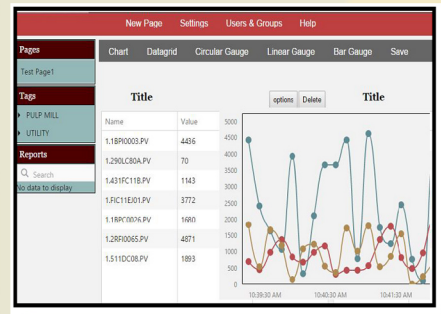 New Page Settings Users & Groups Help
Pages
Test Page1
Tags
PULP MILL
UTILITY
Reports
Search
No data to display
Chart Datagrid Circular Gauge Linear Gauge Bar Gauge Save
Title
Name Value
1.1BPI0003.PV 4436
1.290LC80A.PV 70
1.431FC11B.PV 1143
1.FIC11EJ01.PV 3772
1.1BPC0026.PV 1680
1.2RFI0065.PV 4871
1.511DC08.PV 1893
options Delete Title
5000
4500
4000
3500
3000
2500
2000
1500
1000
500
0
10:39:30 AM 10:40:30 AM 10:41:30 AM